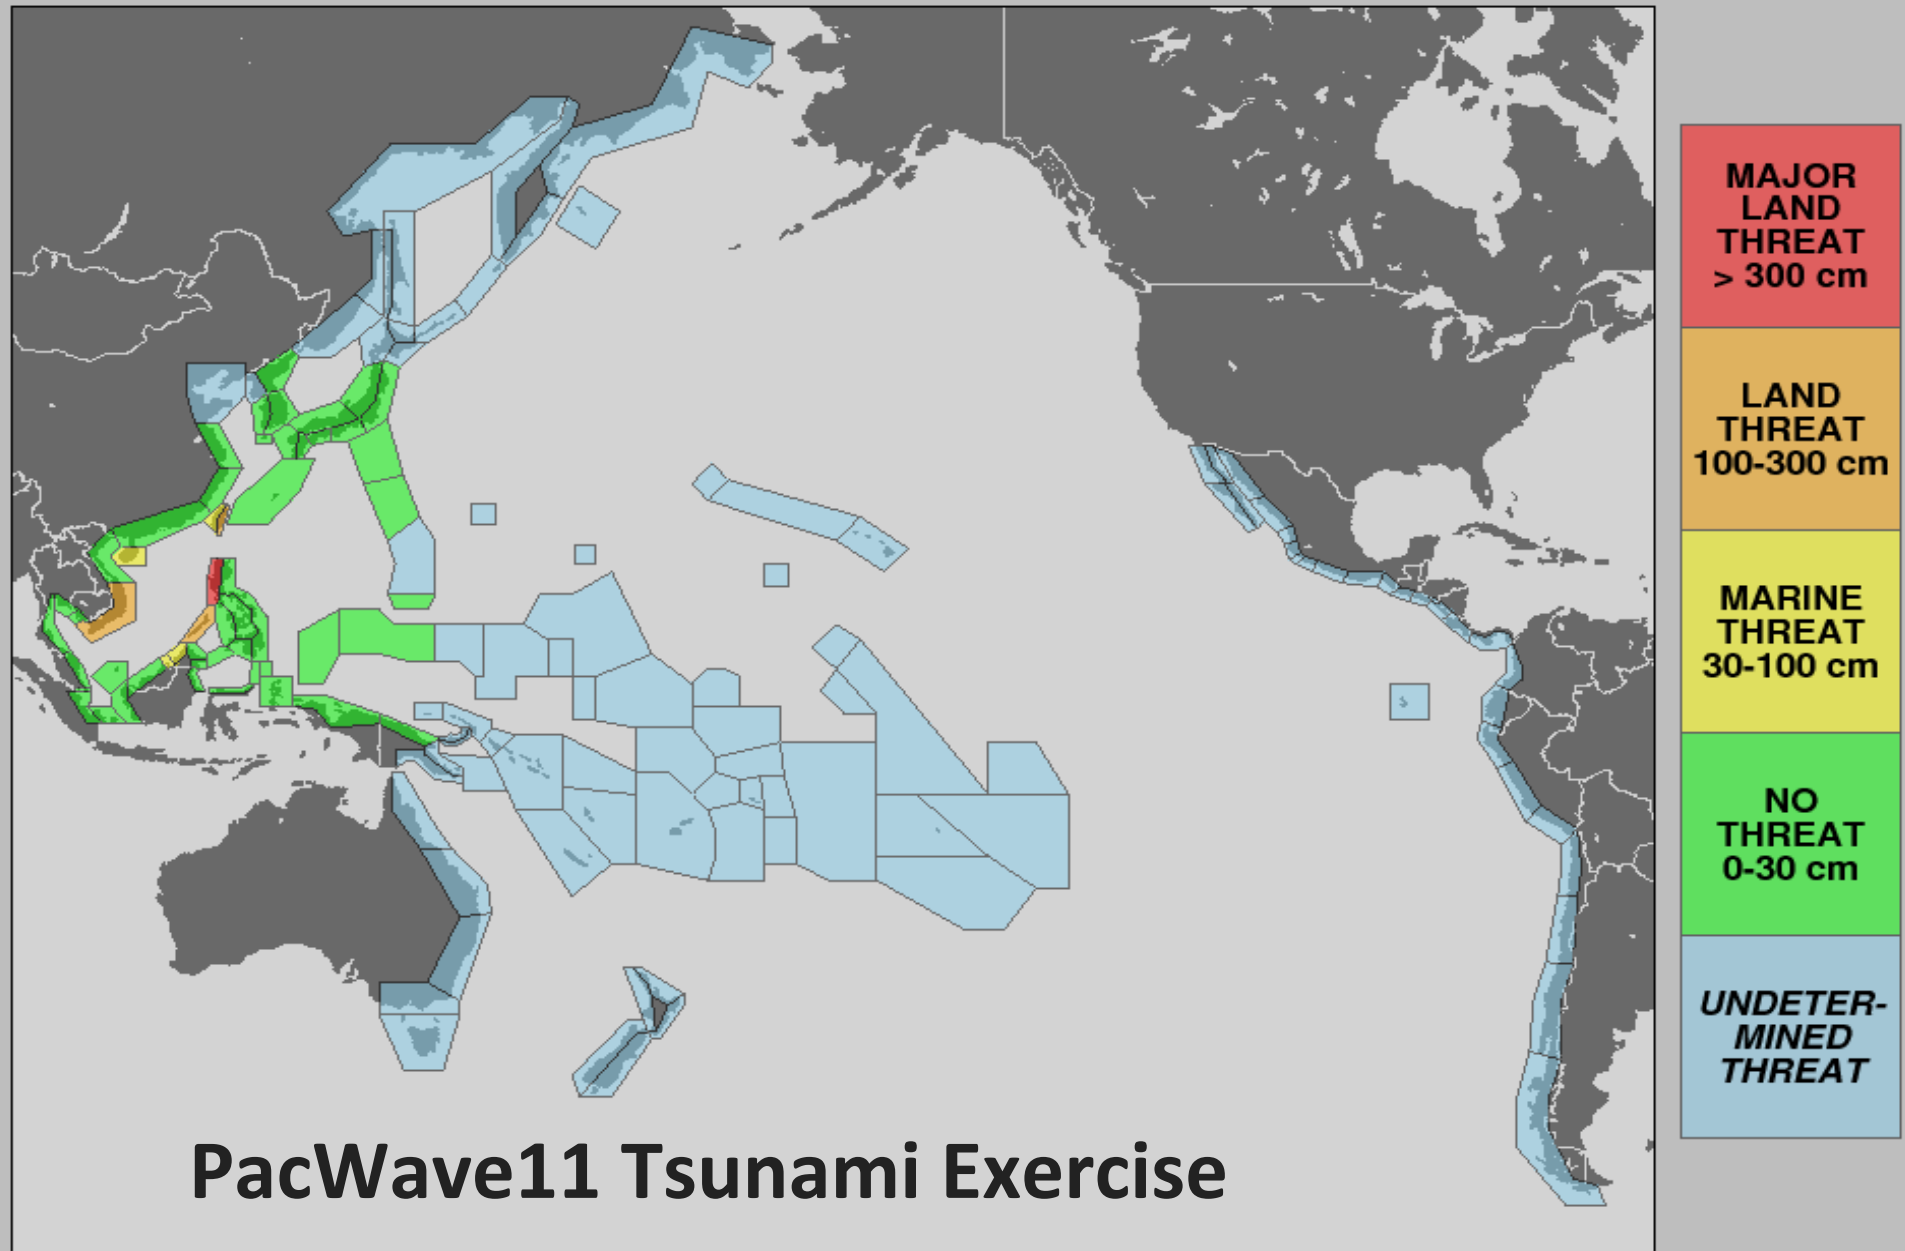 MAJOR
LAND
THREAT
> 300 cm
LAND
THREAT
100-300 cm
MARINE
THREAT
30-100 cm
NO
THREAT
0-30 cm
UNDETER-
MINED
THREAT
PacWave11 Tsunami Exercise